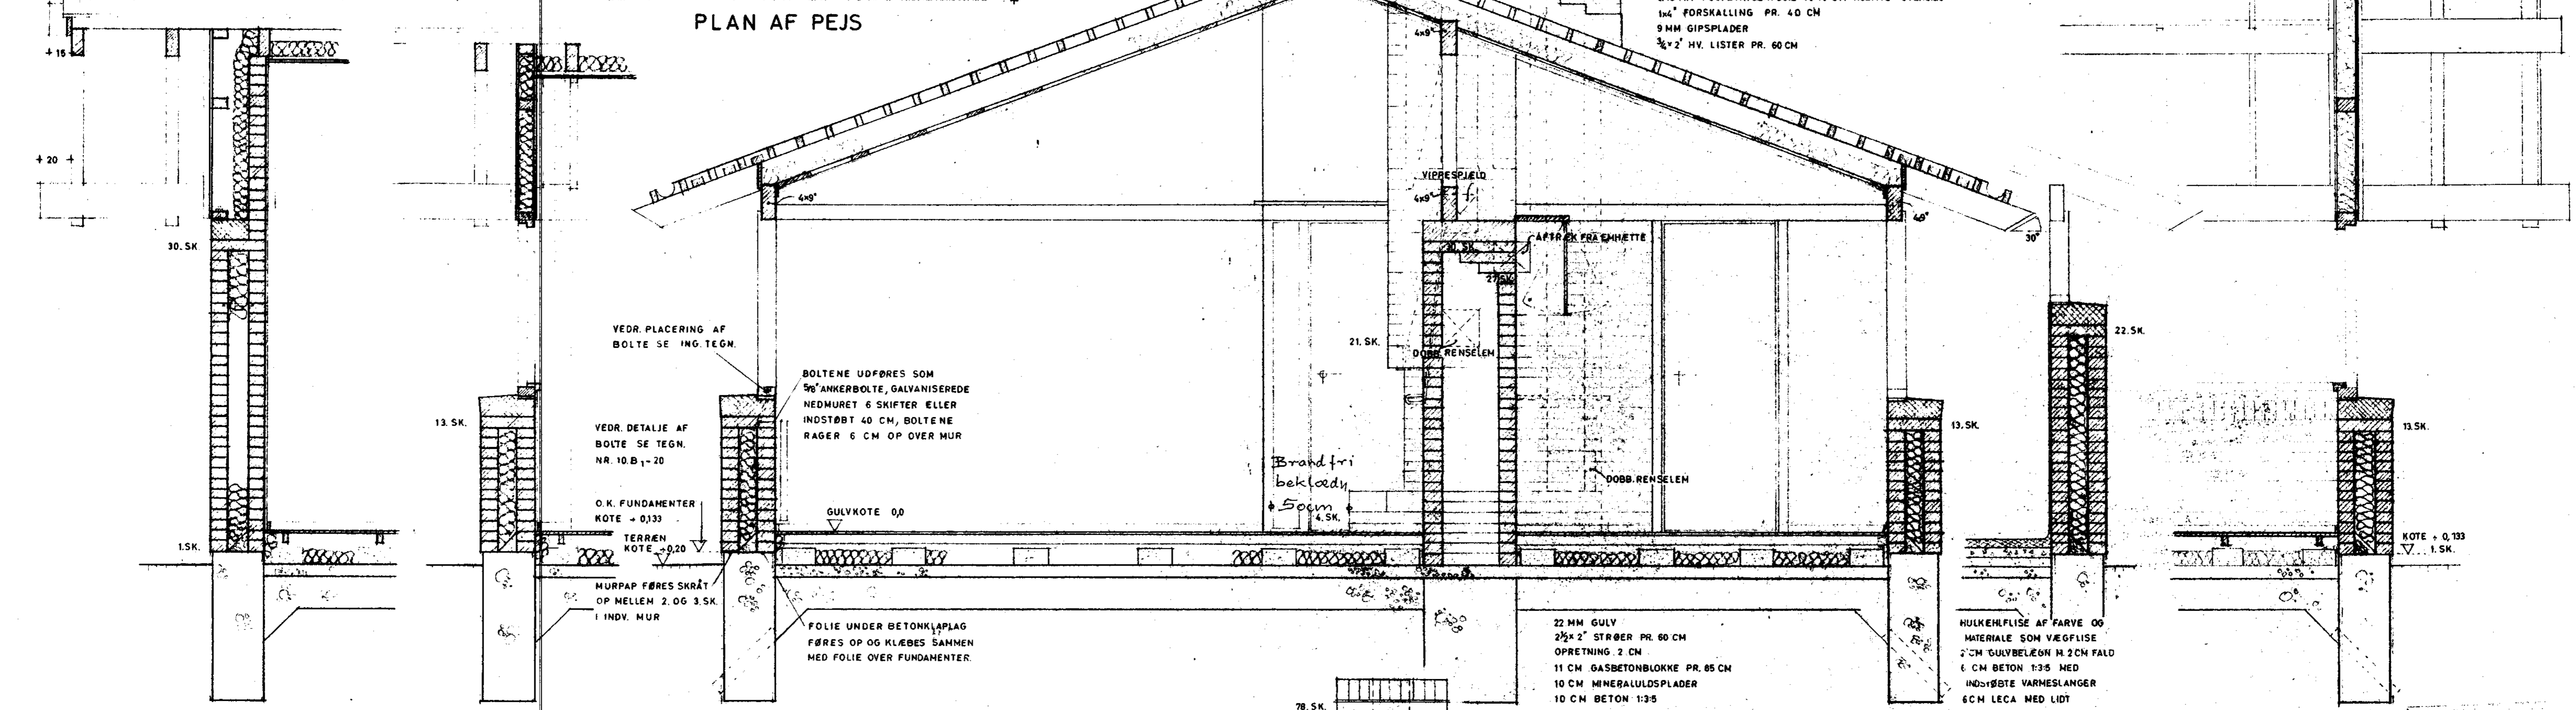 PLAN AF PEJS
1x4" FORSKALLING PR. 40 CM
9 MM GIPSPLADER
3/4 x 2" HV. LISTER PR. 60 CM
+ 15
+ 20 +
4x9"
4x9"
VIPPESPJÆLD
4x9"
4x9"
30°
30. SK.
AFTRÆK FRA EMHÆTTE
30. SK.
27. SK.
VEDR. PLACERING AF
BOLTE SE ING. TEGN.
21. SK.
DOBB. RENSELEM
22. SK.
BOLTENE UDFØRES SOM
5/8" ANKERBOLTE, GALVANISEREDE
NEDMURET 6 SKIFTER ELLER
INDSTØBT 40 CM, BOLTENE
RAGER 6 CM OP OVER MUR
13. SK.
VEDR. DETALJE AF
BOLTE SE TEGN.
NR. 10.B1-20
13. SK.
13. SK.
Brandfri
beklædn
50cm
4. SK.
DOBB. RENSELEM
O.K. FUNDAMENTER
KOTE ÷ 0,133
GULVKOTE 0,0
TERRÆN
KOTE ÷ 0,20
1. SK.
KOTE ÷ 0,133
1. SK.
MURPAP FØRES SKRÅT
OP MELLEM 2. OG 3. SK.
I INDV. MUR
FOLIE UNDER BETONKLAPLAG
FØRES OP OG KLÆBES SAMMEN
MED FOLIE OVER FUNDAMENTER.
22 MM GULV
2½ x 2" STRØER PR. 60 CM
OPRETNING 2 CM
11 CM GASBETONBLOKKE PR. 85 CM
10 CM MINERALULDSPLADER
10 CM BETON 1:3:5
HULKEHLFLISE AF FARVE OG
MATERIALE SOM VÆGFLISE
2 CM GULVBELÆGN M. 2 CM FALD
6 CM BETON 1:3:5 MED
INDSTØBTE VARMESLANGER
6 CM LECA MED LIDT
78. SK.